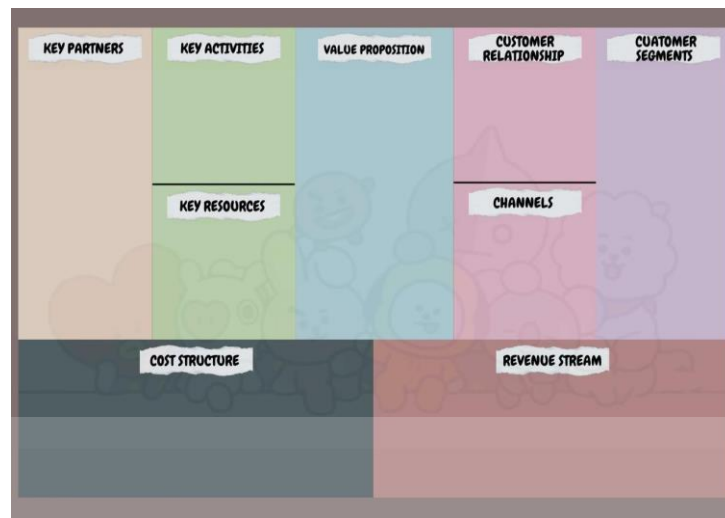 KEY PARTNERS
KEY ACTIVITIES
VALUE PROPOSITION
CUSTOMER
RELATIONSHIP
CUATOMER
SEGMENTS
KEY RESOURCES
CHANNELS
COST STRUCTURE
REVENUE STREAM